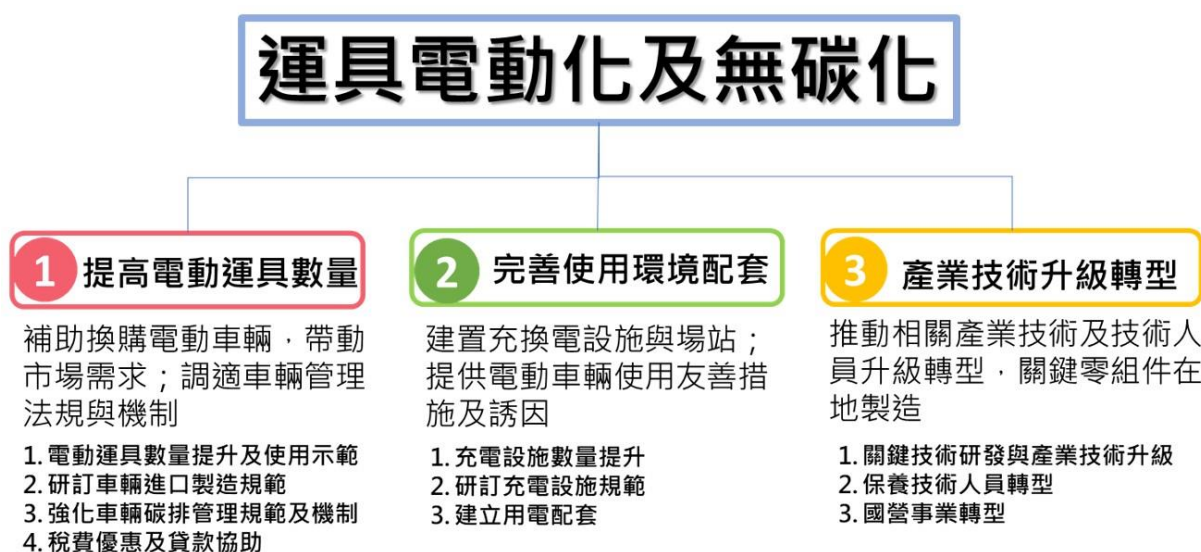 運具電動化及無碳化
1 提高電動運具數量
補助換購電動車輛，帶動
市場需求；調適車輛管理
法規與機制
1. 電動運具數量提升及使用示範
2. 研訂車輛進口製造規範
3. 強化車輛碳排管理規範及機制
4. 稅費優惠及貸款協助
2 完善使用環境配套
建置充換電設施與場站；
提供電動車輛使用友善措
施及誘因
1. 充電設施數量提升
2. 研訂充電設施規範
3. 建立用電配套
3 產業技術升級轉型
推動相關產業技術及技術人
員升級轉型，關鍵零組件在
地製造
1. 關鍵技術研發與產業技術升級
2. 保養技術人員轉型
3. 國營事業轉型